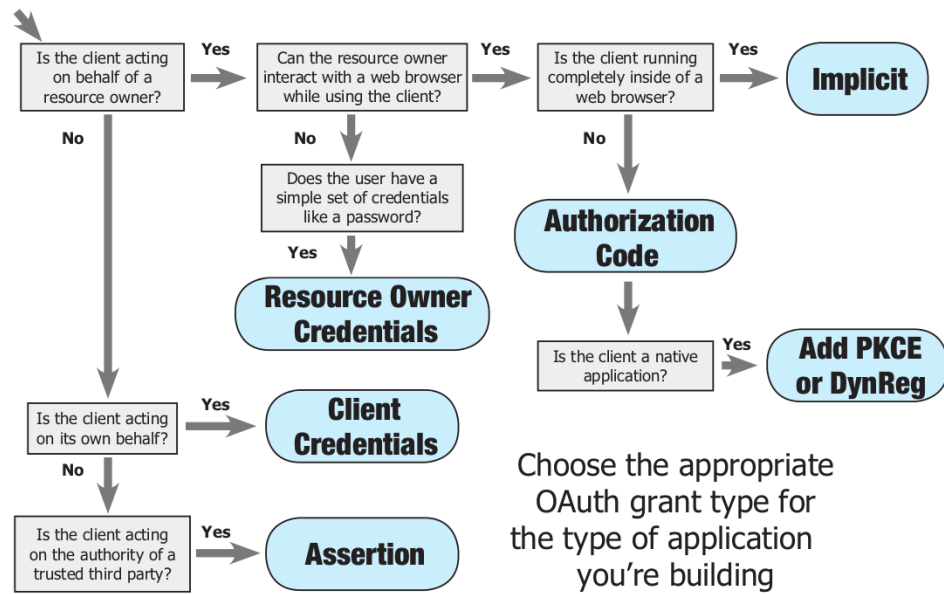 Is the client acting
on behalf of a
resource owner?
Yes
Can the resource owner
interact with a web browser
while using the client?
Yes
Is the client running
completely inside of a
web browser?
Yes
Implicit
No
No
No
Does the user have a
simple set of credentials
like a password?
Yes
Resource Owner
Credentials
Authorization
Code
Is the client a native
application?
Yes
Add PKCE
or DynReg
Is the client acting
on its own behalf?
Yes
Client
Credentials
No
Is the client acting
on the authority of a
trusted third party?
Yes
Assertion
Choose the appropriate
OAuth grant type for
the type of application
you’re building